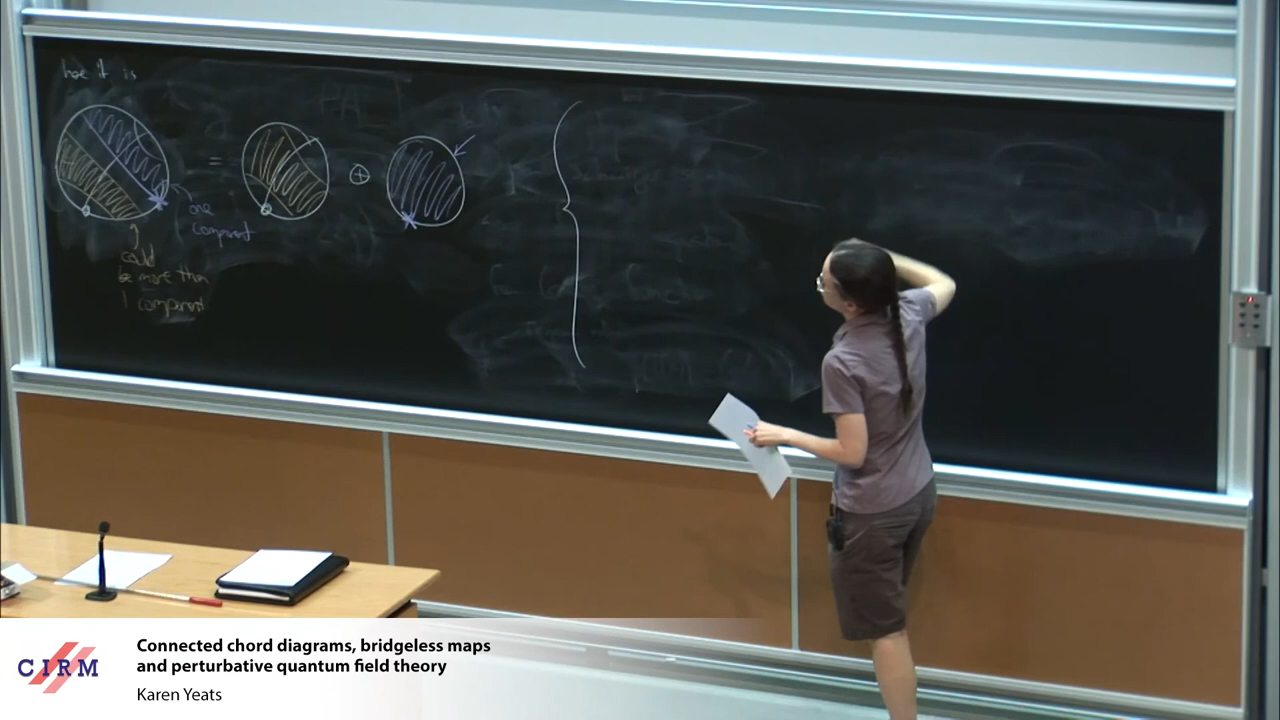 here it is
=
⊕
one
component
could
be more than
1 component
CIRM
Connected chord diagrams, bridgeless maps
and perturbative quantum field theory
Karen Yeats